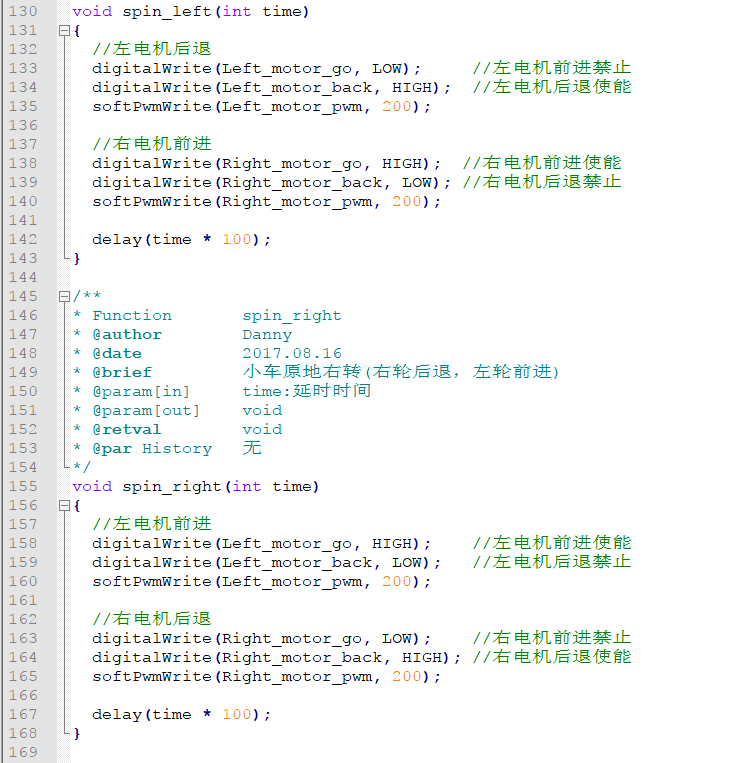 130 void spin_left(int time)
131 {
132   //左电机后退
133   digitalWrite(Left_motor_go, LOW);     //左电机前进禁止
134   digitalWrite(Left_motor_back, HIGH);  //左电机后退使能
135   softPwmWrite(Left_motor_pwm, 200);
136
137   //右电机前进
138   digitalWrite(Right_motor_go, HIGH);  //右电机前进使能
139   digitalWrite(Right_motor_back, LOW); //右电机后退禁止
140   softPwmWrite(Right_motor_pwm, 200);
141
142   delay(time * 100);
143 }
144
145 /**
146 * Function       spin_right
147 * @author        Danny
148 * @date          2017.08.16
149 * @brief         小车原地右转(右轮后退，左轮前进)
150 * @param[in]     time:延时时间
151 * @param[out]    void
152 * @retval        void
153 * @par History   无
154 */
155 void spin_right(int time)
156 {
157   //左电机前进
158   digitalWrite(Left_motor_go, HIGH);    //左电机前进使能
159   digitalWrite(Left_motor_back, LOW);   //左电机后退禁止
160   softPwmWrite(Left_motor_pwm, 200);
161
162   //右电机后退
163   digitalWrite(Right_motor_go, LOW);    //右电机前进禁止
164   digitalWrite(Right_motor_back, HIGH); //右电机后退使能
165   softPwmWrite(Right_motor_pwm, 200);
166
167   delay(time * 100);
168 }
169